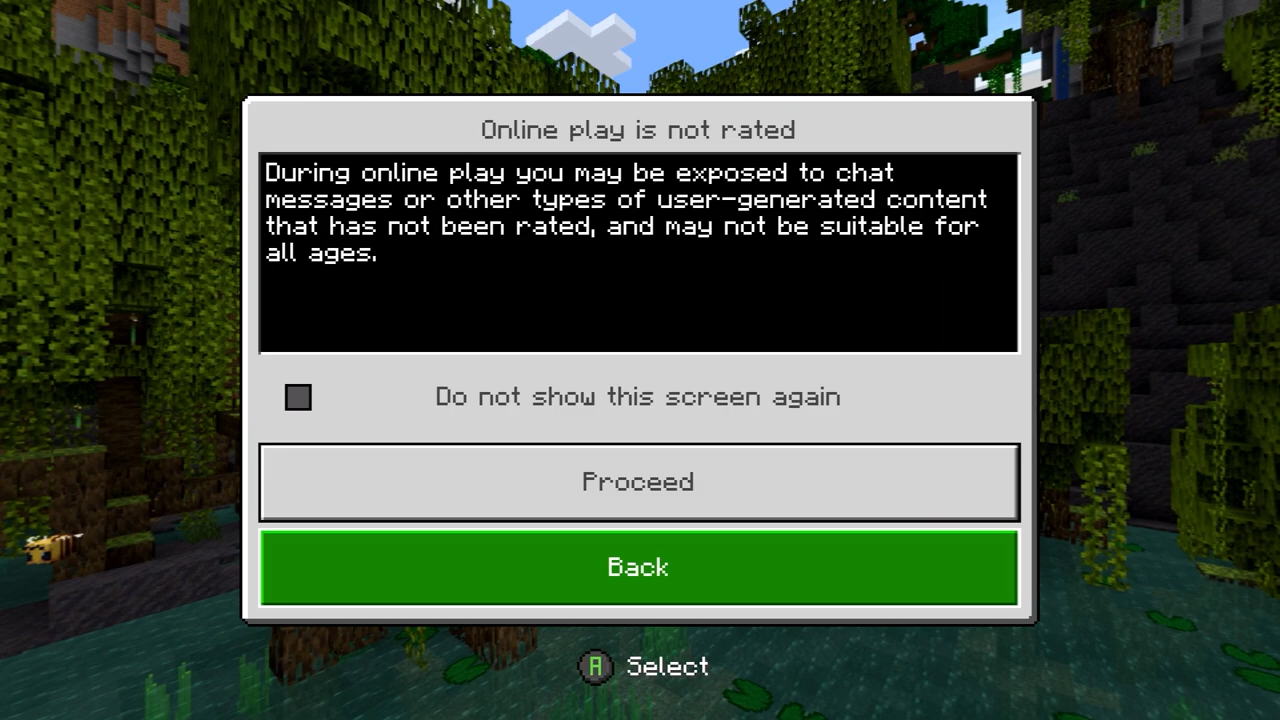 Online play is not rated
During online play you may be exposed to chat
messages or other types of user-generated content
that has not been rated, and may not be suitable for
all ages.
Do not show this screen again
Proceed
Back
A Select